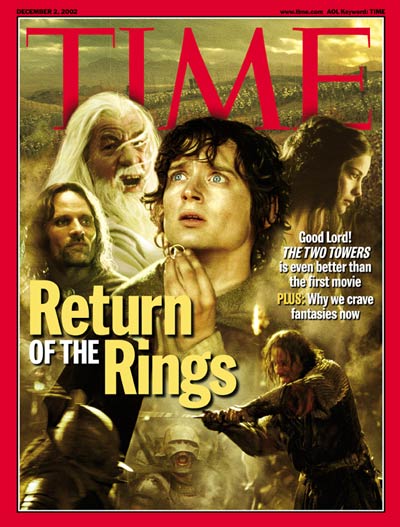 DECEMBER 2, 2002
www.time.com AOL Keyword: TIME
TIME
Good Lord!
THE TWO TOWERS
is even better than
the first movie
PLUS: Why we crave
fantasies now
Return
OF THE
Rings